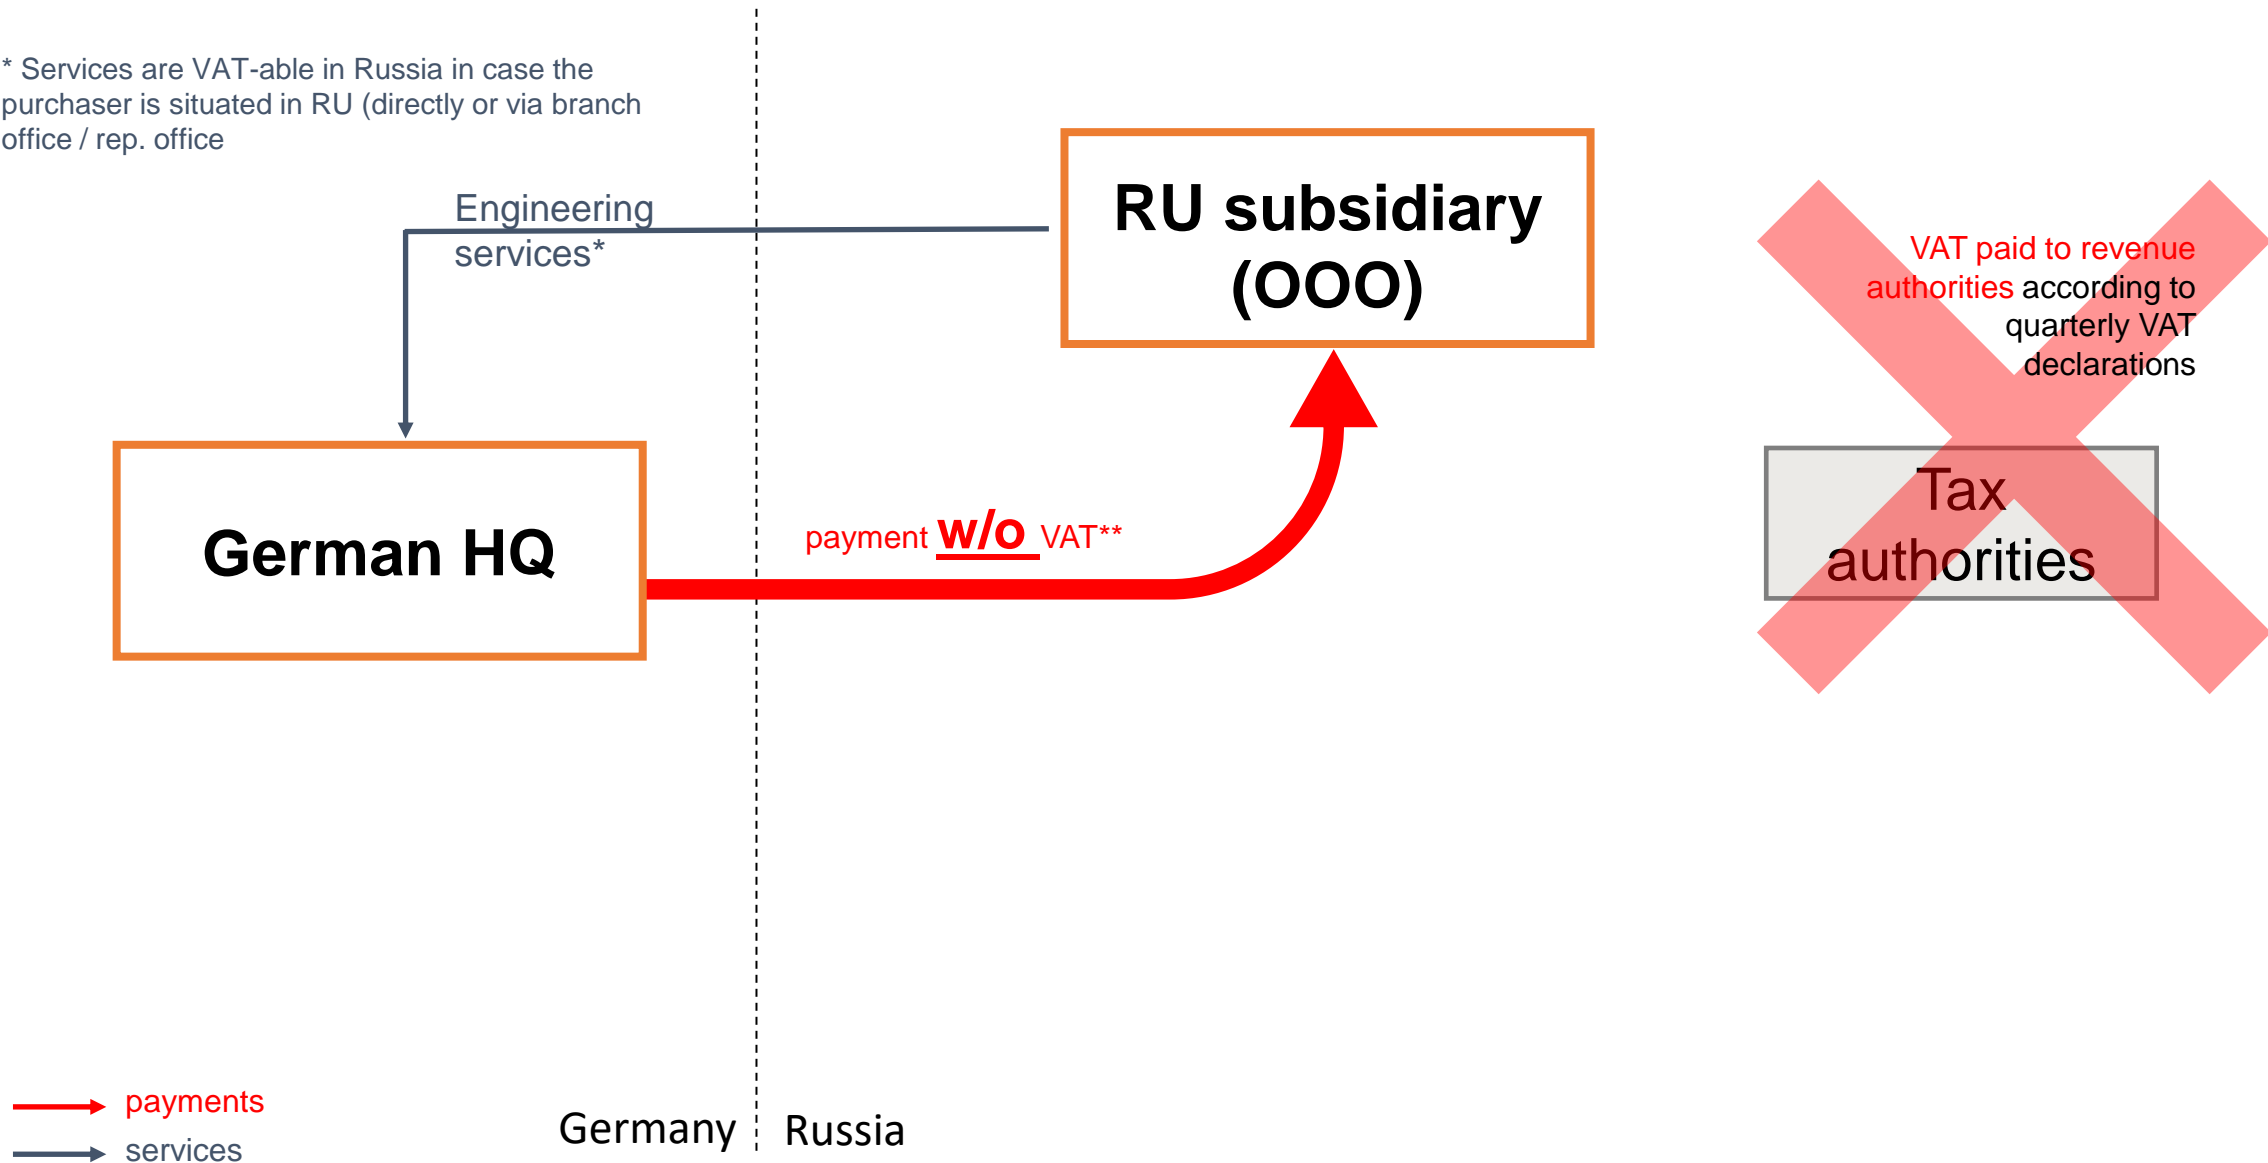 * Services are VAT-able in Russia in case the
purchaser is situated in RU (directly or via branch
office / rep. office
Engineering
services*
RU subsidiary
(OOO)
VAT paid to revenue
authorities according to
quarterly VAT
declarations
German HQ
payment w/o VAT**
Tax
authorities
payments
services
Germany
Russia